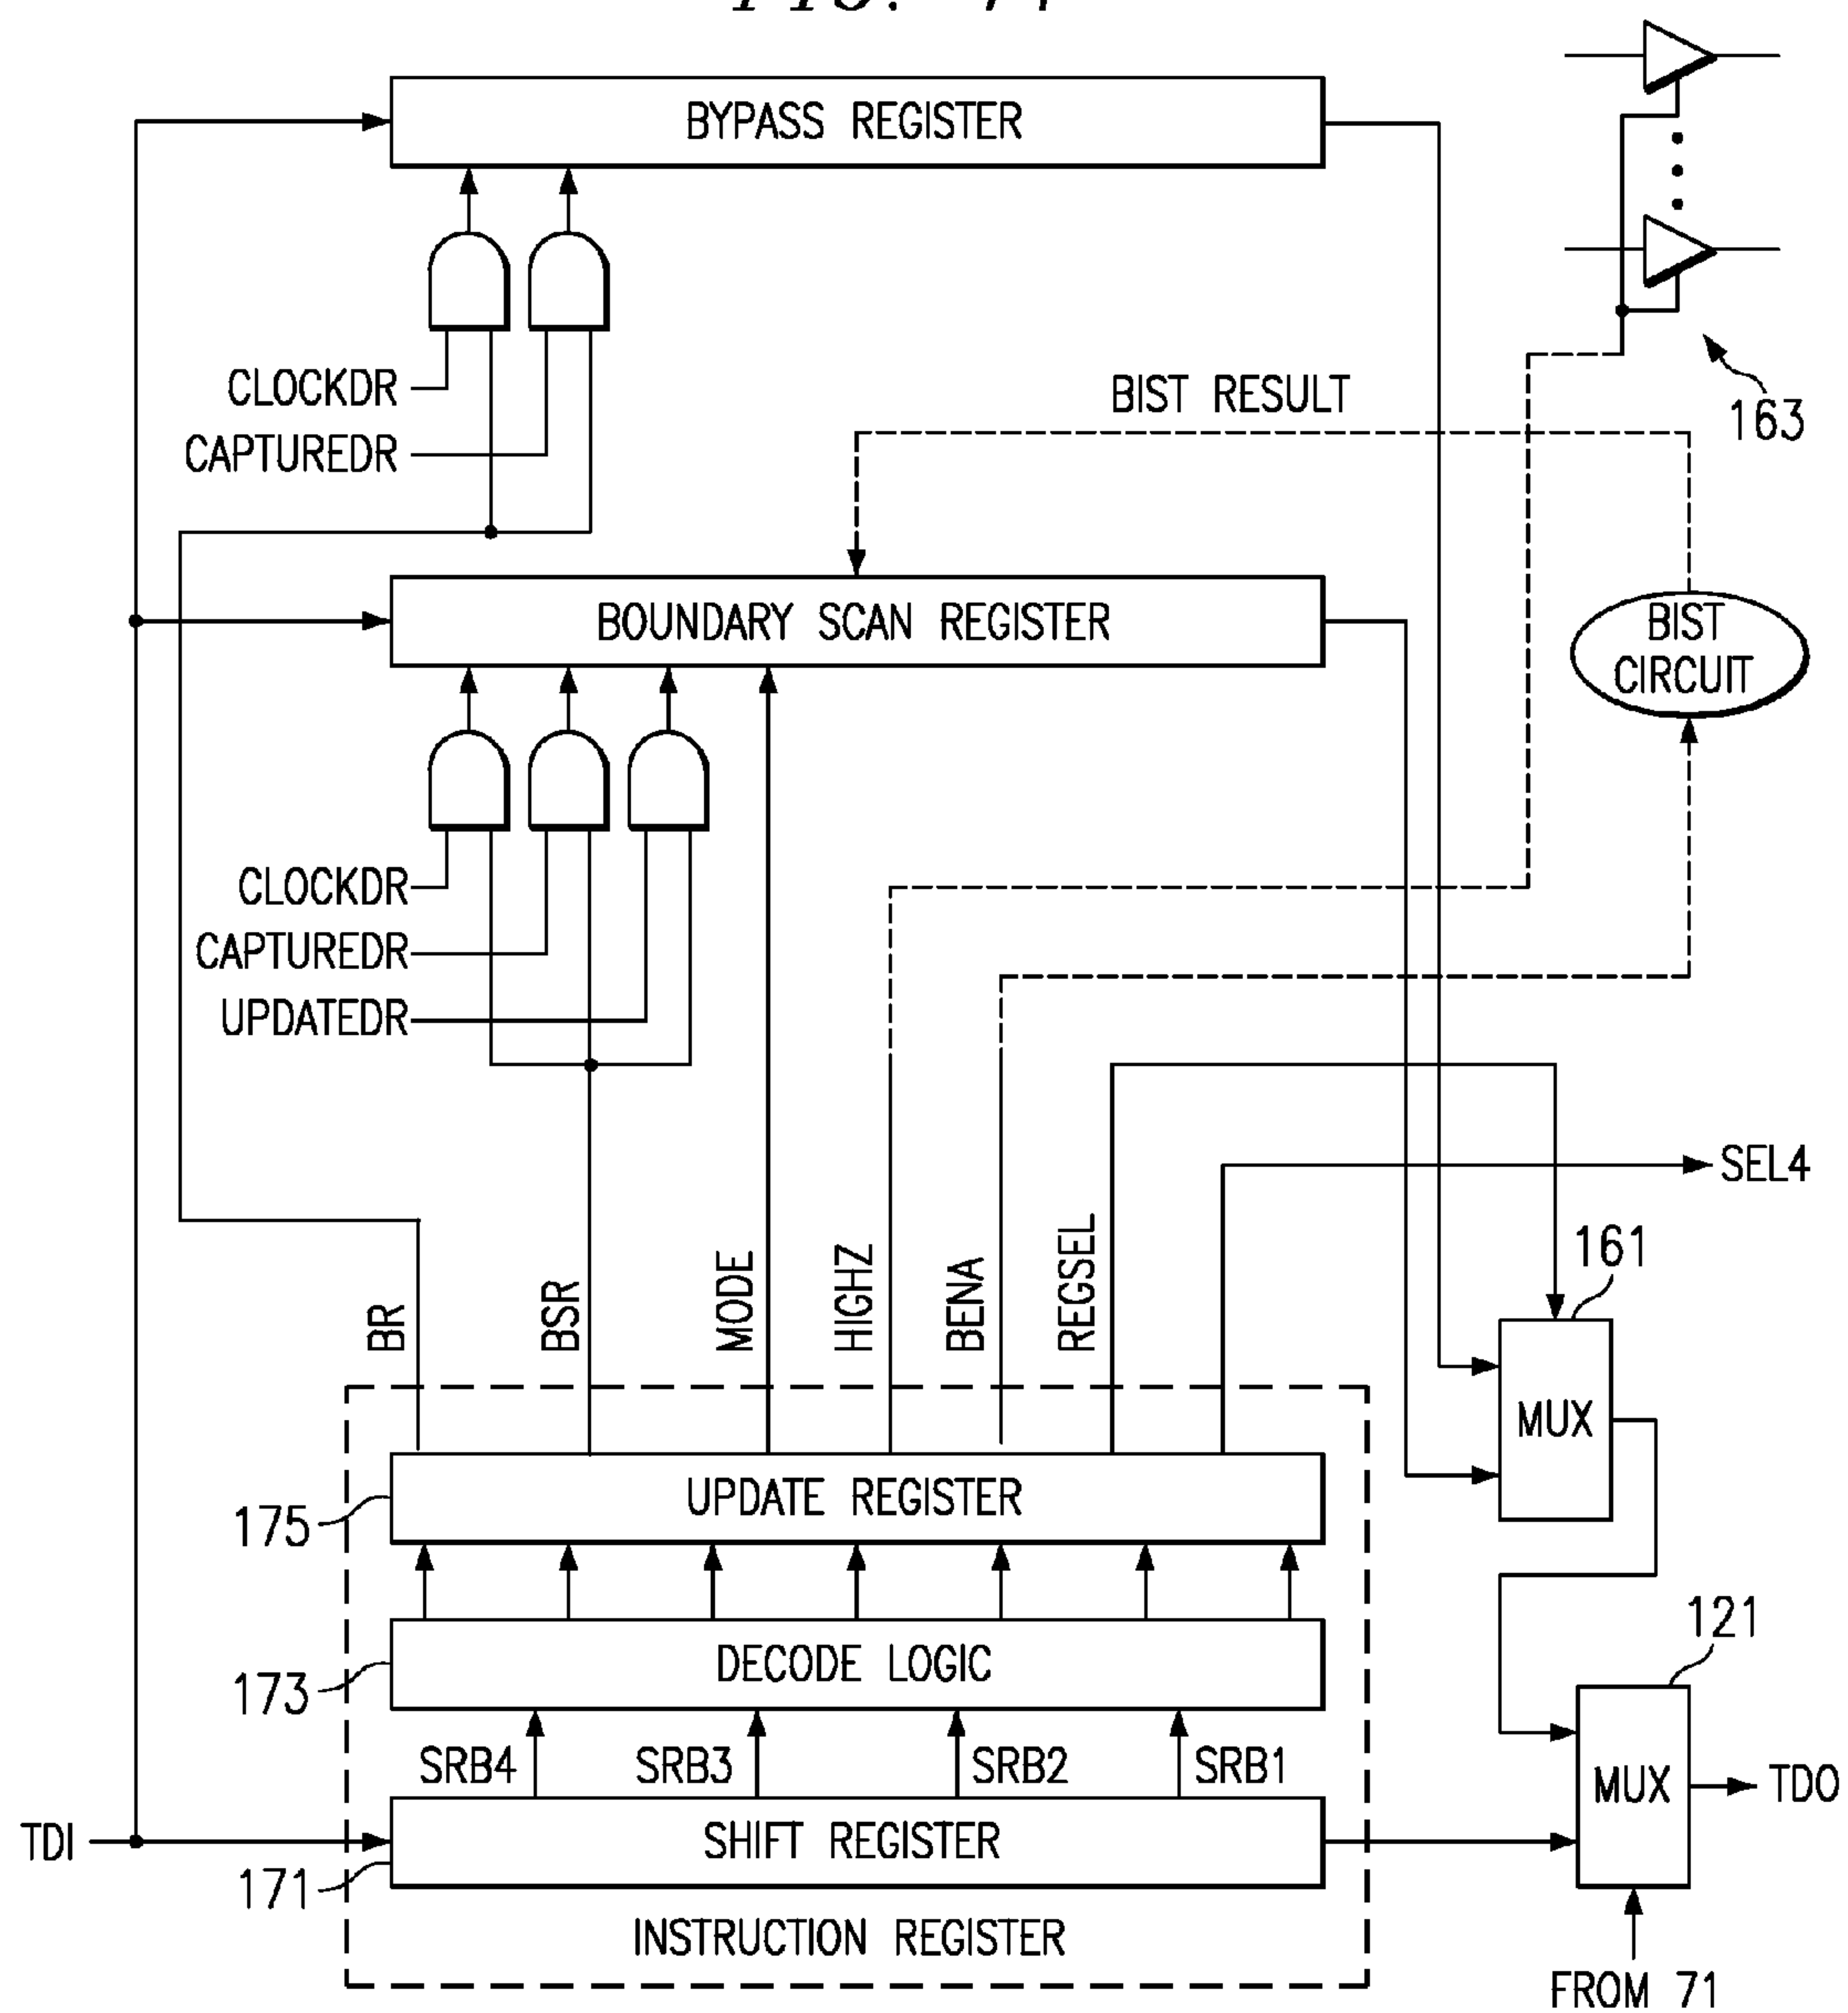 BYPASS REGISTER
CLOCKDR
CAPTUREDR
BIST RESULT
163
BOUNDARY SCAN REGISTER
BIST
CIRCUIT
CLOCKDR
CAPTUREDR
UPDATEDR
SEL4
161
BR
BSR
MODE
HIGHZ
BENA
REGSEL
MUX
175
UPDATE REGISTER
121
173
DECODE LOGIC
SRB4
SRB3
SRB2
SRB1
MUX
TDO
TDI
SHIFT REGISTER
171
INSTRUCTION REGISTER
FROM 71